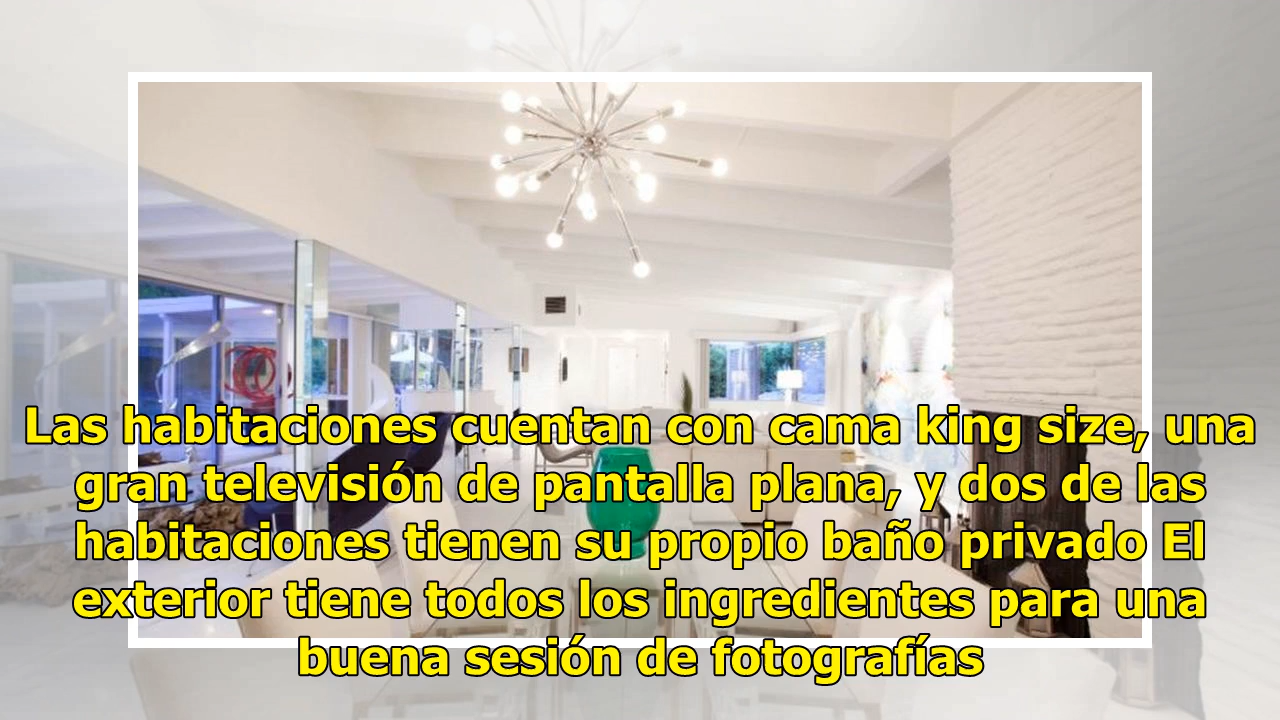 Las habitaciones cuentan con cama king size, una
gran televisión de pantalla plana, y dos de las
habitaciones tienen su propio baño privado El
exterior tiene todos los ingredientes para una
buena sesión de fotografías